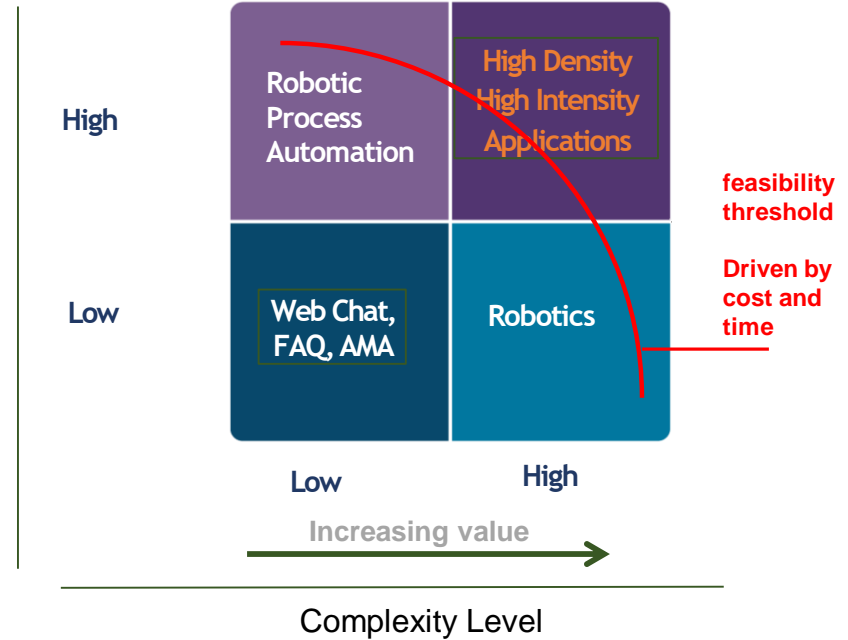 High
Robotic
Process
Automation
High Density
High Intensity
Applications
feasibility
threshold
Driven by
cost and
time
Low
Web Chat,
FAQ, AMA
Robotics
Low
High
Increasing value
Complexity Level